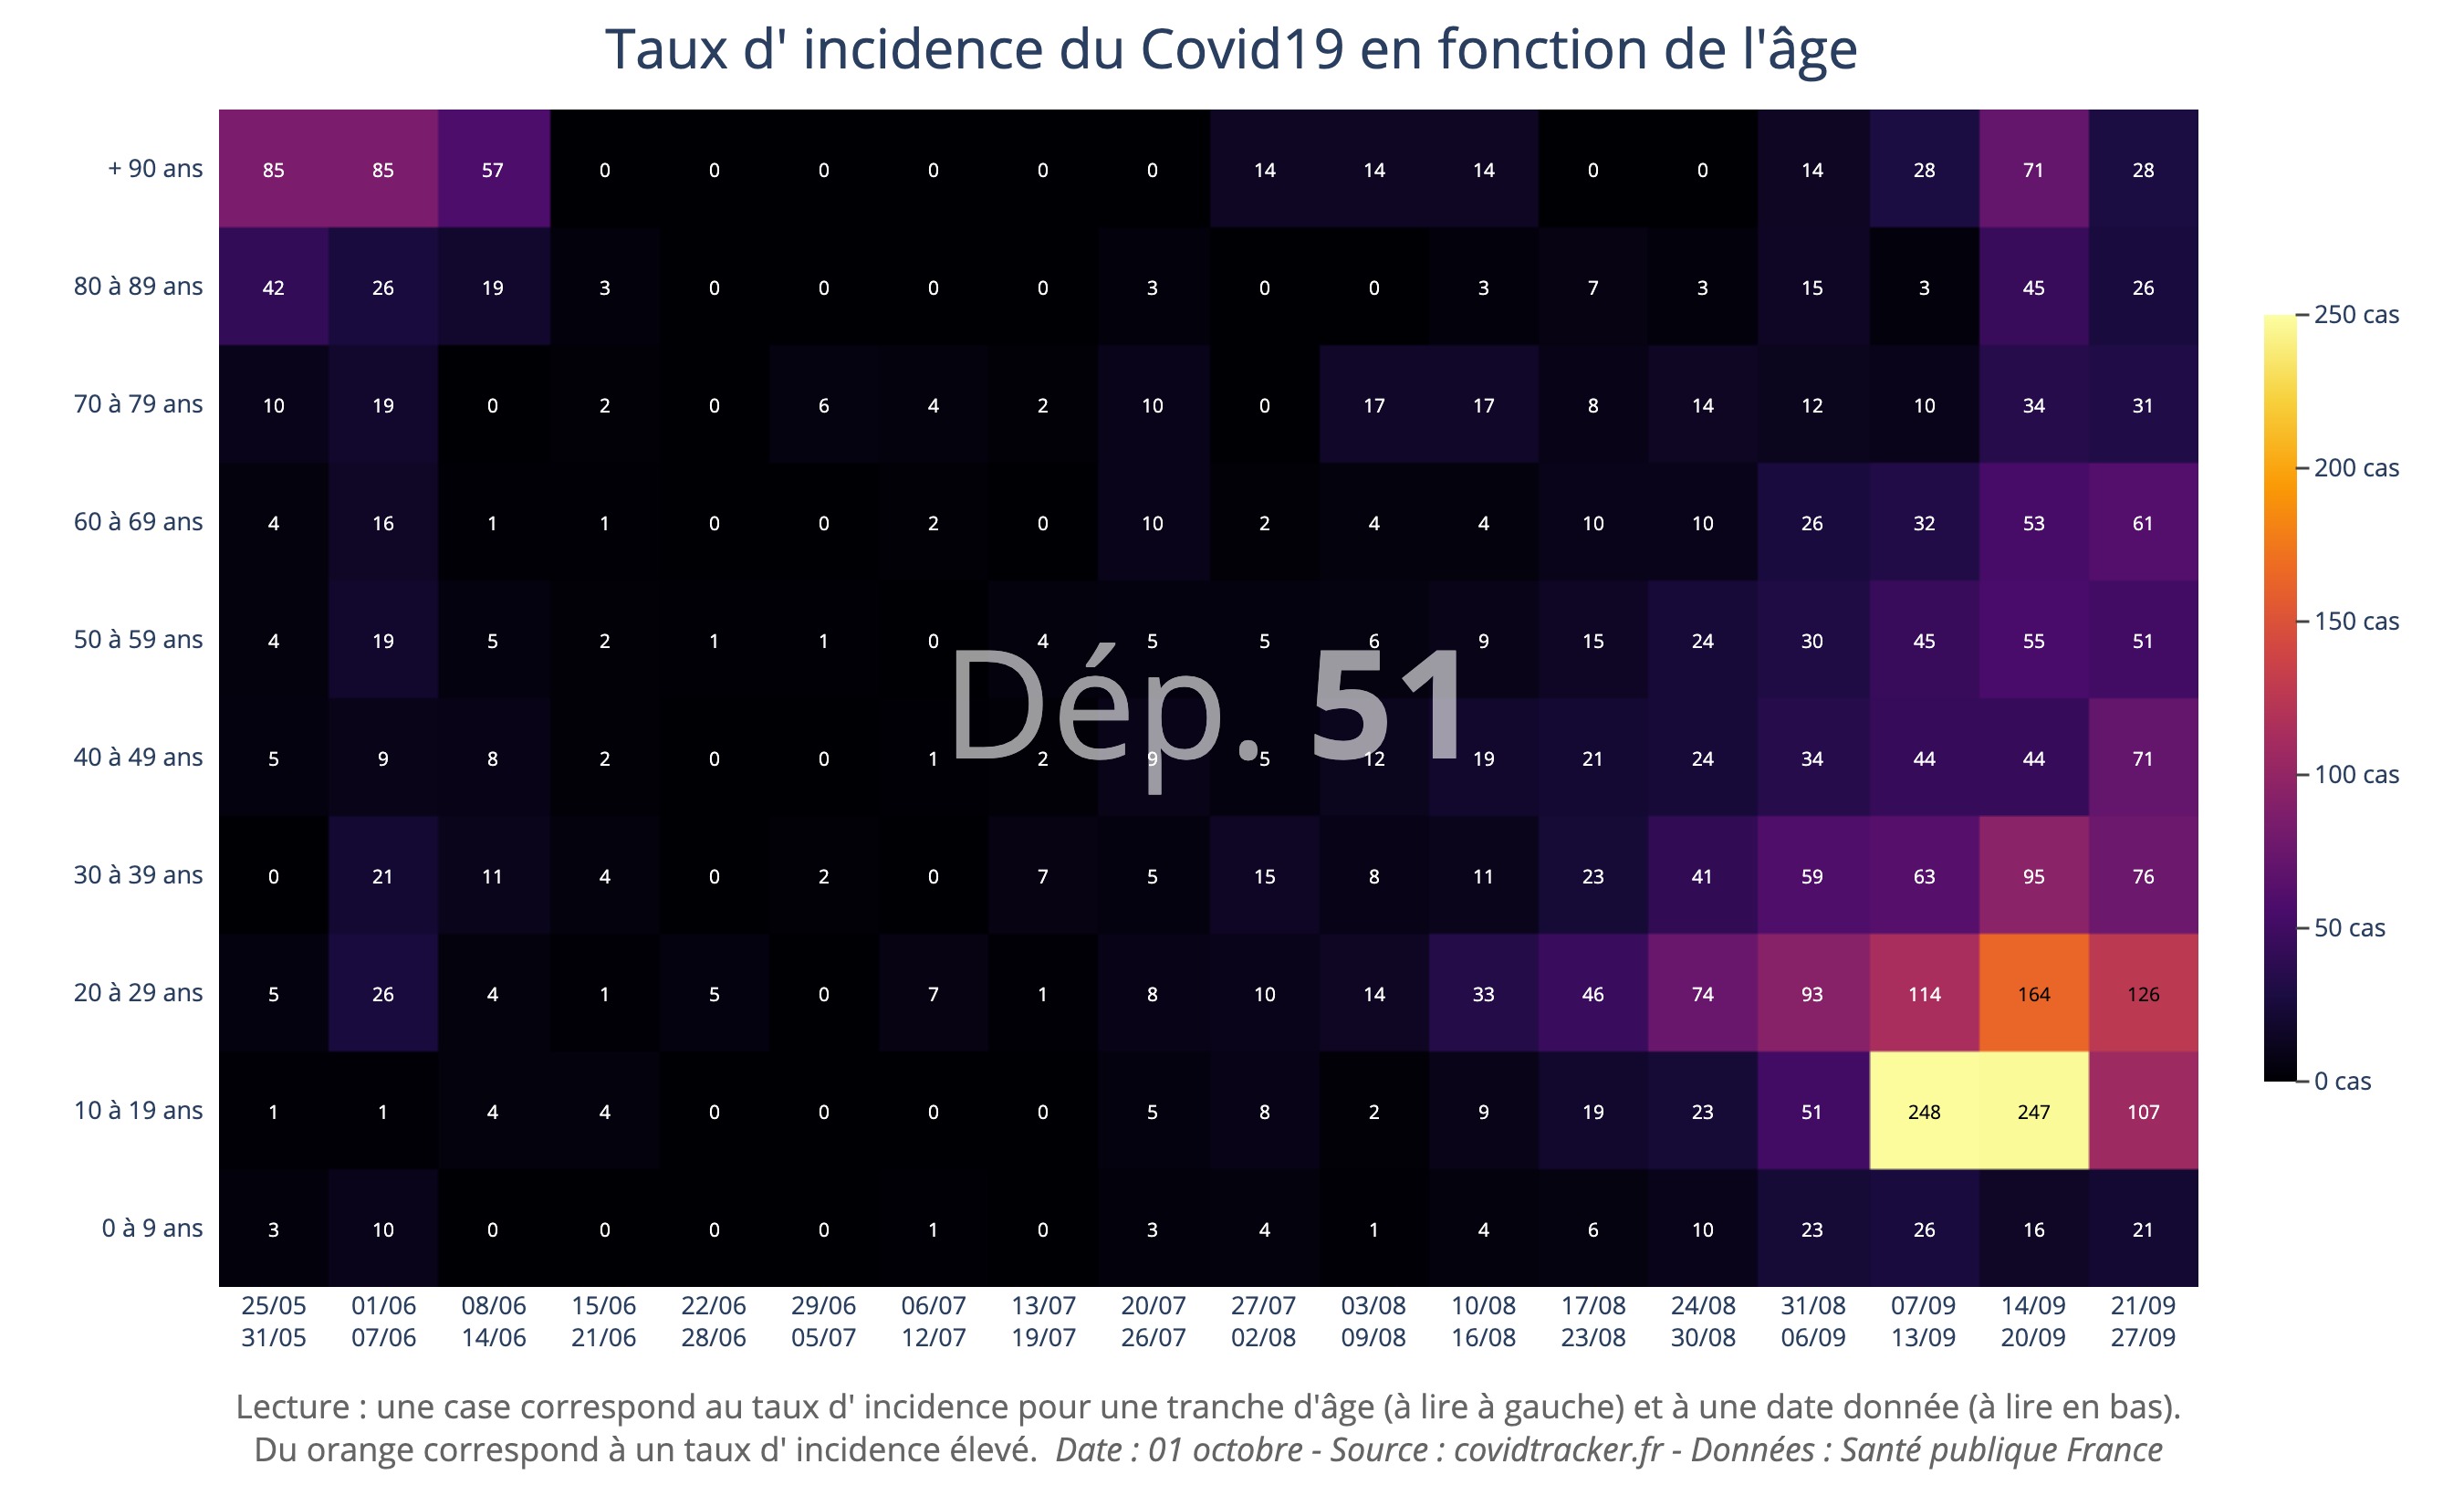 Taux d' incidence du Covid19 en fonction de l'âge
+ 90 ans 85 85 57 0 0 0 0 0 0 14 14 14 0 0 14 28 71 28
80 à 89 ans 42 26 19 3 0 0 0 0 3 0 0 3 7 3 15 3 45 26
250 cas
70 à 79 ans 10 19 0 2 0 6 4 2 10 0 17 17 8 14 12 10 34 31
200 cas
60 à 69 ans 4 16 1 1 0 0 2 0 10 2 4 4 10 10 26 32 53 61
150 cas
50 à 59 ans 4 19 5 2 1 1 0 4 5 5 6 9 15 24 30 45 55 51
Dép. 51
40 à 49 ans 5 9 8 2 0 0 1 2 9 5 12 19 21 24 34 44 44 71
100 cas
30 à 39 ans 0 21 11 4 0 2 0 7 5 15 8 11 23 41 59 63 95 76
50 cas
20 à 29 ans 5 26 4 1 5 0 7 1 8 10 14 33 46 74 93 114 164 126
0 cas
10 à 19 ans 1 1 4 4 0 0 0 0 5 8 2 9 19 23 51 248 247 107
0 à 9 ans 3 10 0 0 0 0 1 0 3 4 1 4 6 10 23 26 16 21
25/05 01/06 08/06 15/06 22/06 29/06 06/07 13/07 20/07 27/07 03/08 10/08 17/08 24/08 31/08 07/09 14/09 21/09
31/05 07/06 14/06 21/06 28/06 05/07 12/07 19/07 26/07 02/08 09/08 16/08 23/08 30/08 06/09 13/09 20/09 27/09
Lecture : une case correspond au taux d' incidence pour une tranche d'âge (à lire à gauche) et à une date donnée (à lire en bas).
Du orange correspond à un taux d' incidence élevé. Date : 01 octobre - Source : covidtracker.fr - Données : Santé publique France